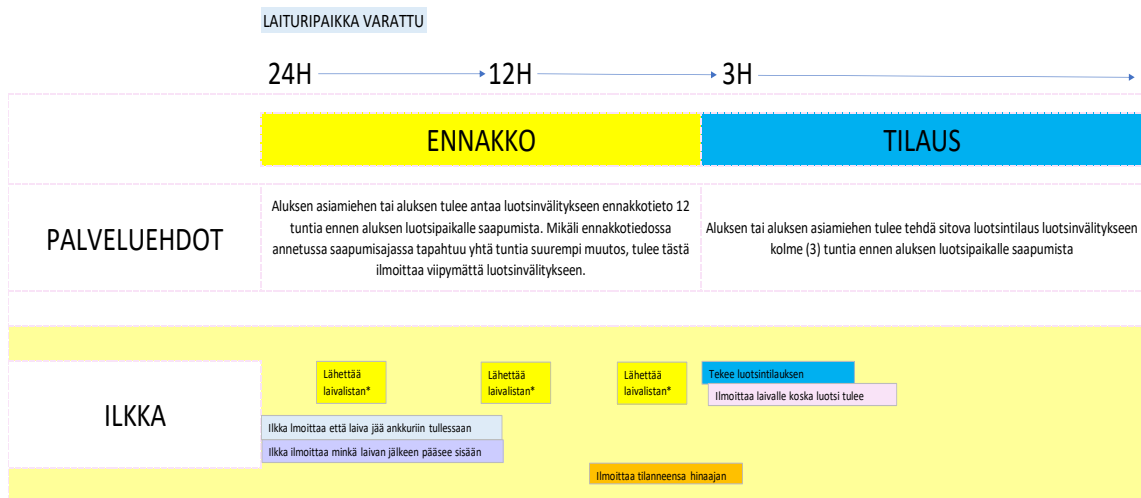 LAITURIPAIKKA VARATTU
24H 12H 3H
ENNAKKO TILAUS
PALVELUEHDOT
Aluksen asiamiehen tai aluksen tulee antaa luotsinvälitykseen ennakkotieto 12
tuntia ennen aluksen luotsipaikalle saapumista. Mikäli ennakkotiedossa
annetussa saapumisajassa tapahtuu yhtä tuntia suurempi muutos, tulee tästä
ilmoittaa viipymättä luotsinvälitykseen.
Aluksen tai aluksen asiamiehen tulee tehdä sitova luotsintilaus luotsinvälitykseen
kolme (3) tuntia ennen aluksen luotsipaikalle saapumista
ILKKA
Lähettää
laivalistan*
Lähettää
laivalistan*
Lähettää
laivalistan*
Tekee luotsintilauksen
Ilmoittaa laivalle koska luotsi tulee
Ilkka lmoittaa että laiva jää ankkuriin tullessaan
Ilkka ilmoittaa minkä laivan jälkeen pääsee sisään
Ilmoittaa tilanneensa hinaajan